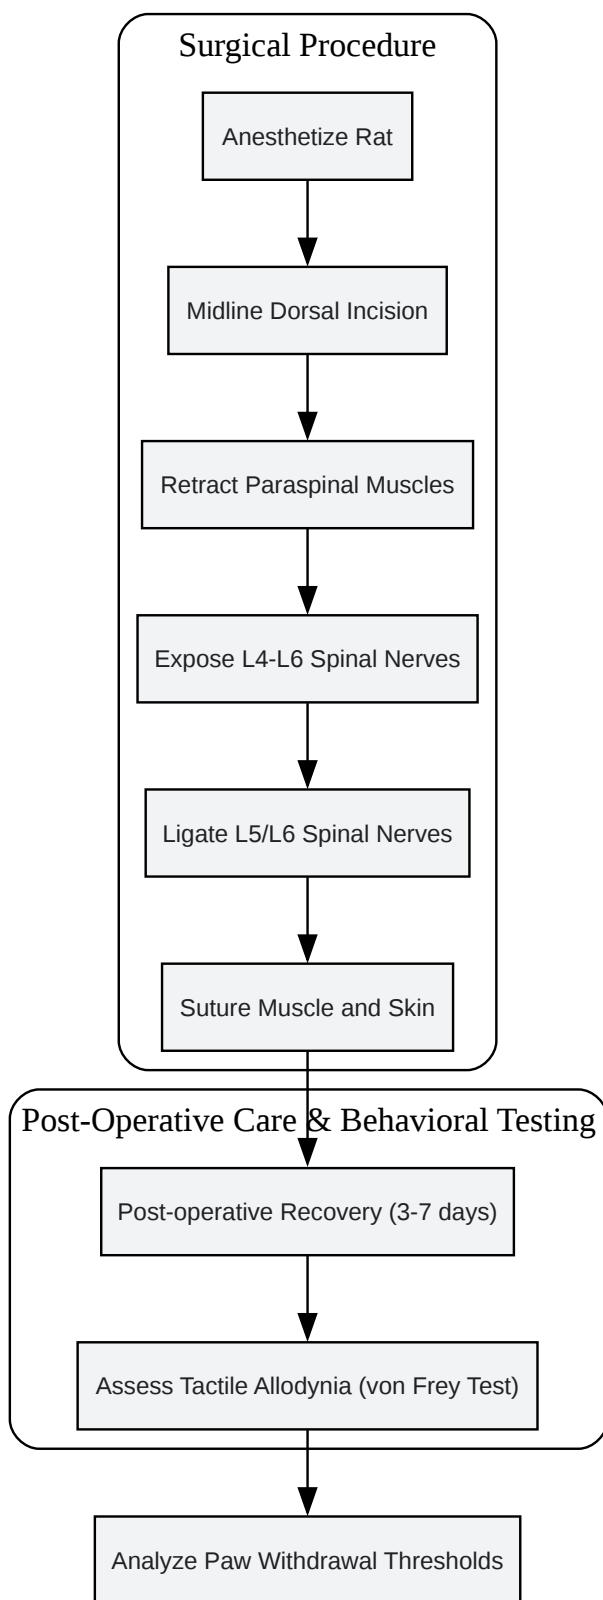 Surgical Procedure
Anesthetize Rat
Midline Dorsal Incision
Retract Paraspinal Muscles
Expose L4-L6 Spinal Nerves
Ligate L5/L6 Spinal Nerves
Suture Muscle and Skin
Post-Operative Care & Behavioral Testing
Post-operative Recovery (3-7 days)
Assess Tactile Allodynia (von Frey Test)
Analyze Paw Withdrawal Thresholds